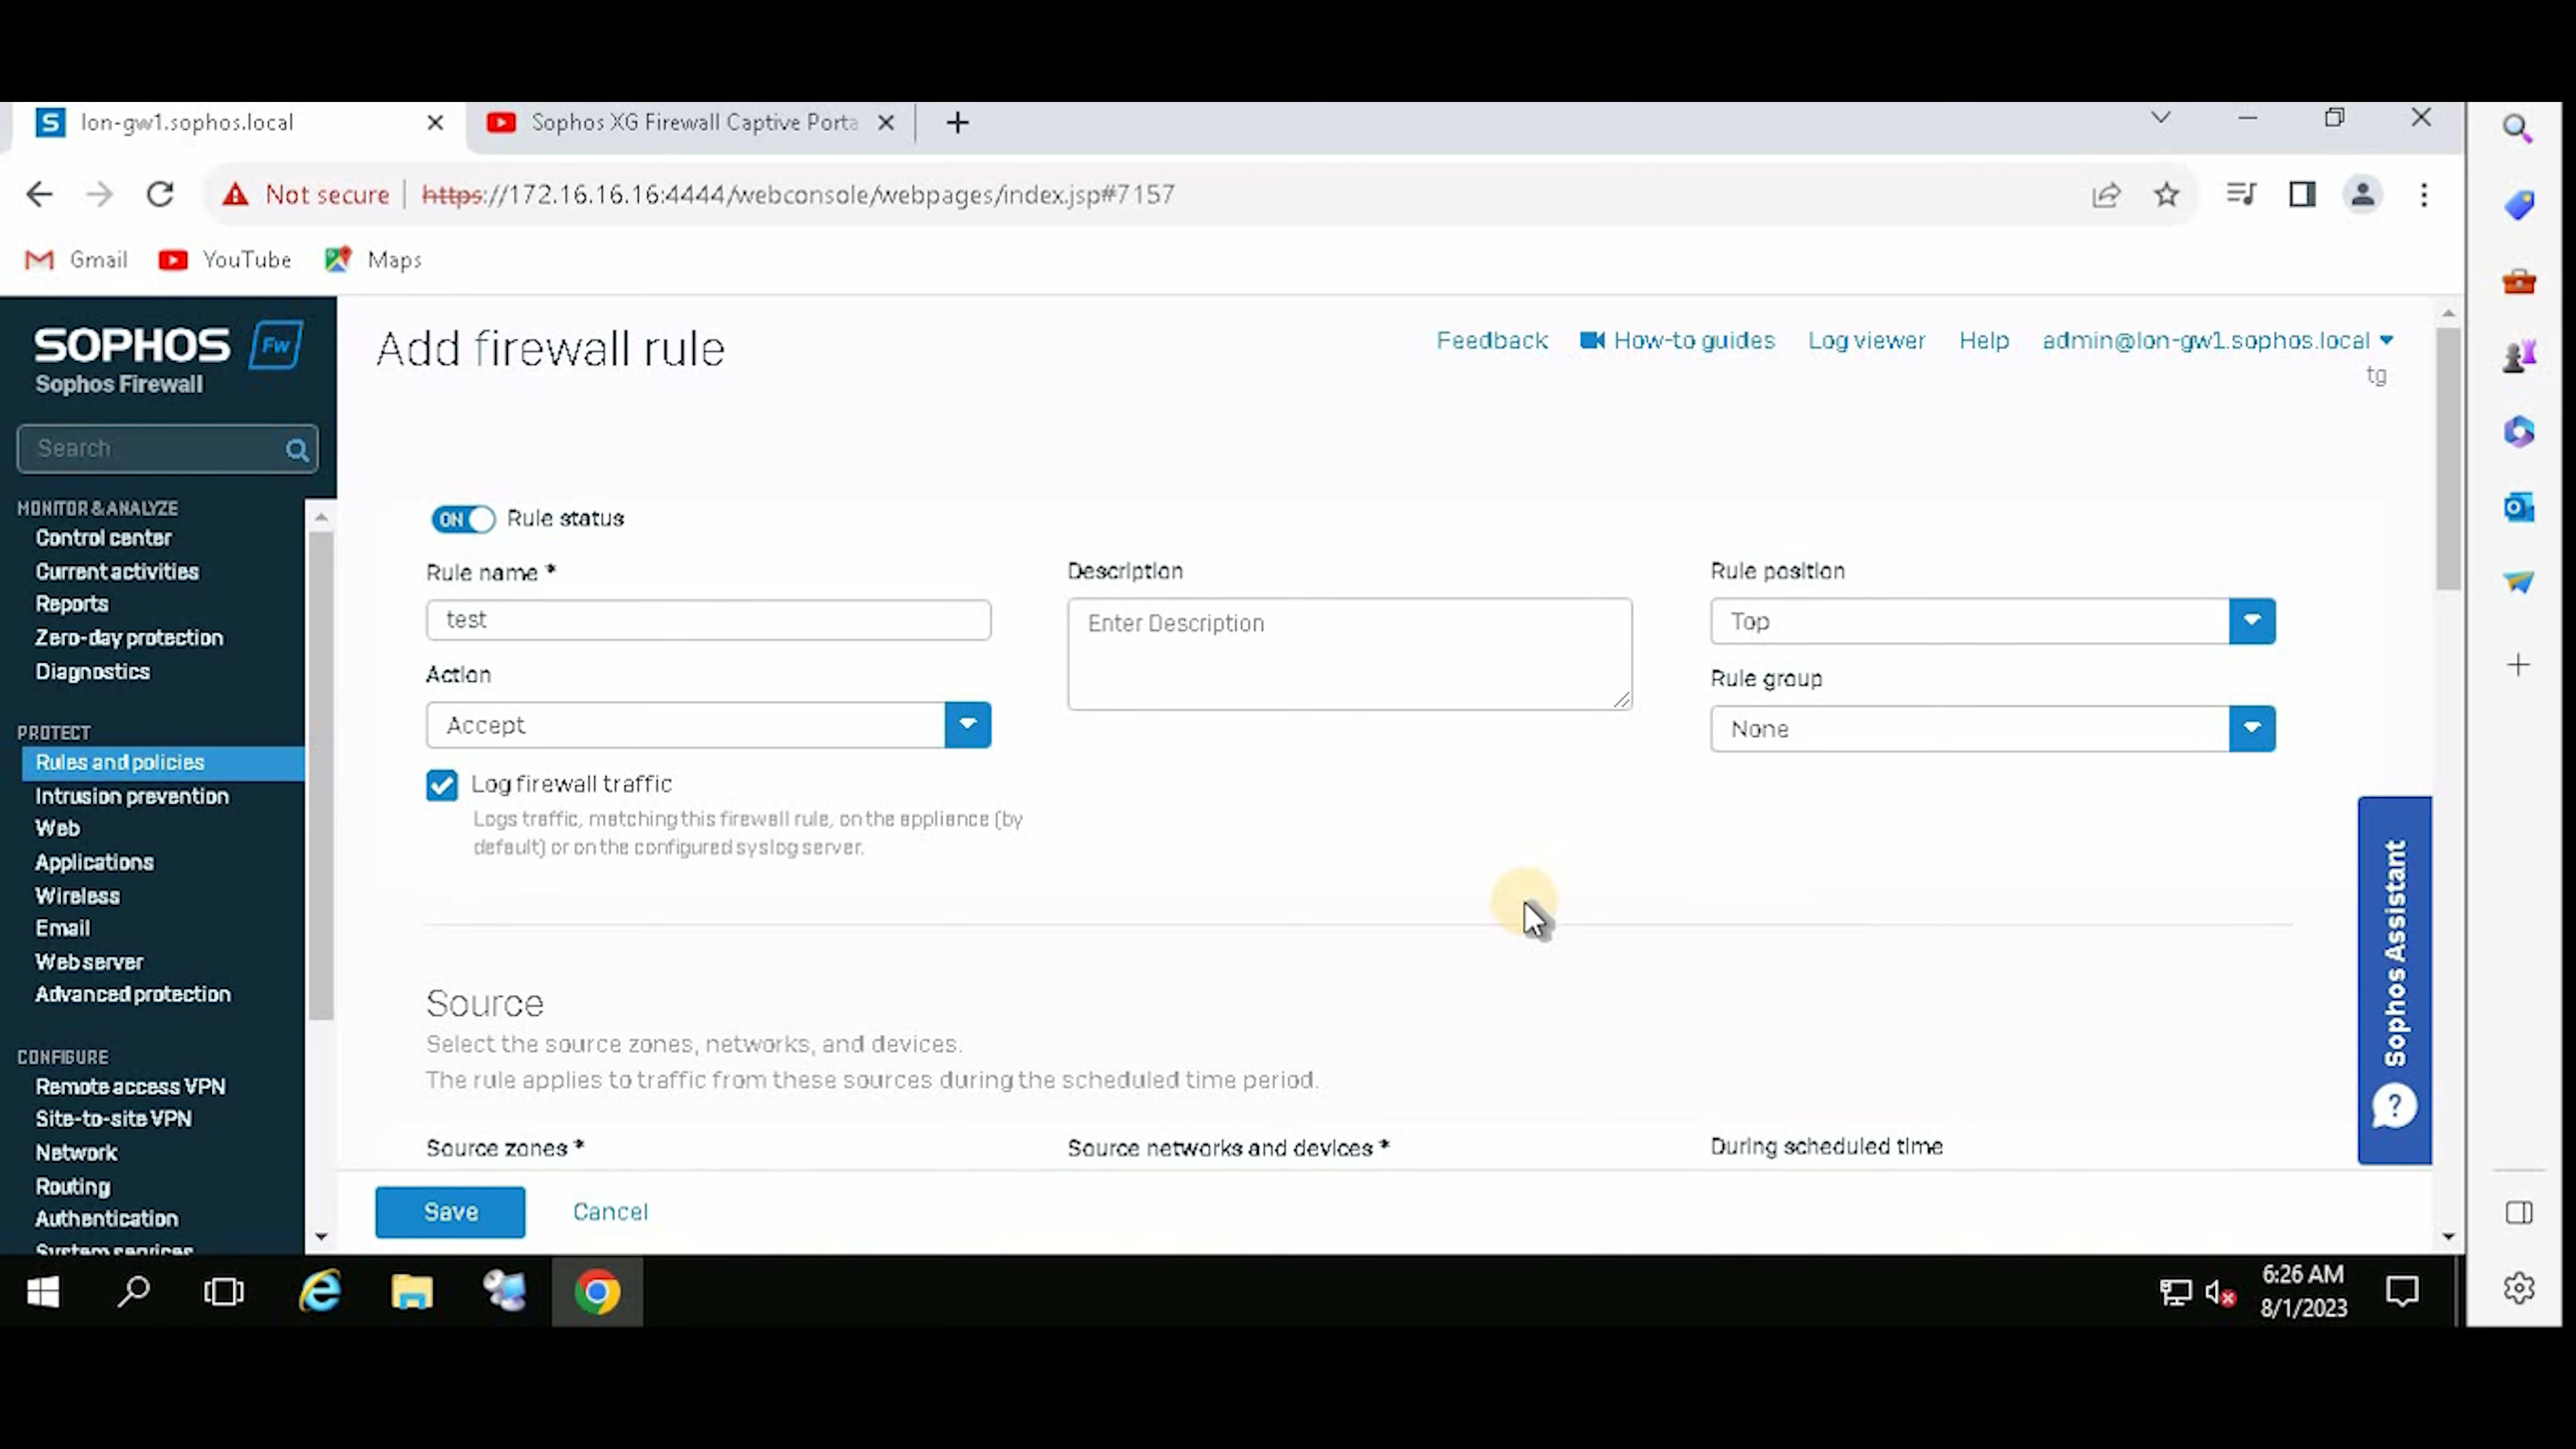 lon-gw1.sophos.local
Sophos XG Firewall Captive Porta
Not secure
https://172.16.16.16:4444/webconsole/webpages/index.jsp#7157
Gmail
YouTube
Maps
SOPHOS
Fw
Sophos Firewall
Add firewall rule
Feedback
How-to guides
Log viewer
Help
admin@lon-gw1.sophos.local
tg
Search
MONITOR & ANALYZE
Control center
Current activities
Reports
Zero-day protection
Diagnostics
PROTECT
Rules and policies
Intrusion prevention
Web
Applications
Wireless
Email
Web server
Advanced protection
CONFIGURE
Remote access VPN
Site-to-site VPN
Network
Routing
Authentication
System services
ON
Rule status
Rule name *
test
Action
Accept
Log firewall traffic
Logs traffic, matching this firewall rule, on the appliance (by
default) or on the configured syslog server.
Description
Enter Description
Rule position
Top
Rule group
None
Source
Select the source zones, networks, and devices.
The rule applies to traffic from these sources during the scheduled time period.
Source zones *
Source networks and devices *
During scheduled time
Save
Cancel
Sophos Assistant
?
6:26 AM
8/1/2023